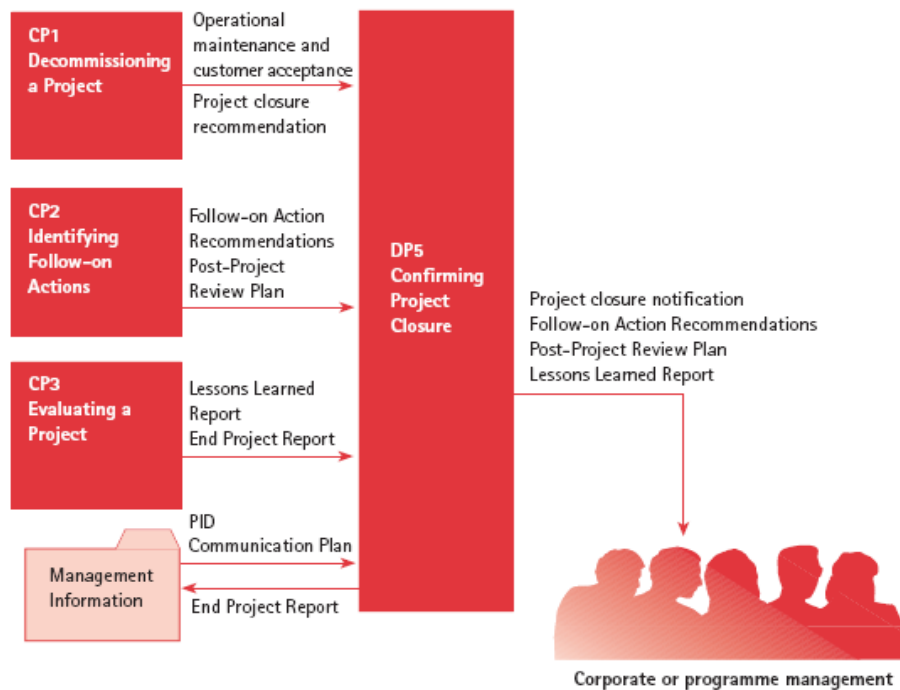 CP1
Decommissioning
a Project
Operational
maintenance and
customer acceptance
Project closure
recommendation
CP2
Identifying
Follow-on
Actions
Follow-on Action
Recommendations
Post-Project
Review Plan
CP3
Evaluating a
Project
Lessons Learned
Report
End Project Report
Management
Information
PID
Communication Plan
End Project Report
DP5
Confirming
Project
Closure
Project closure notification
Follow-on Action Recommendations
Post-Project Review Plan
Lessons Learned Report
Corporate or programme management